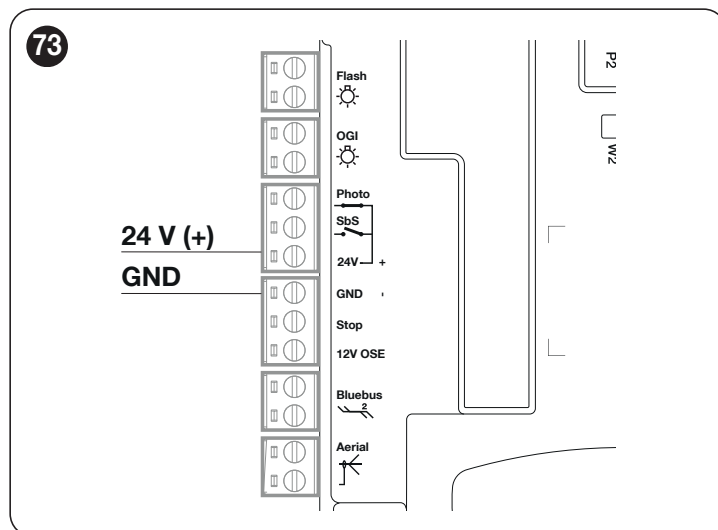 73
Flash
OGI
Photo
SbS
24 V (+)
24V +
GND
GND -
Stop
12V OSE
Bluebus
2
Aerial
P2
W2